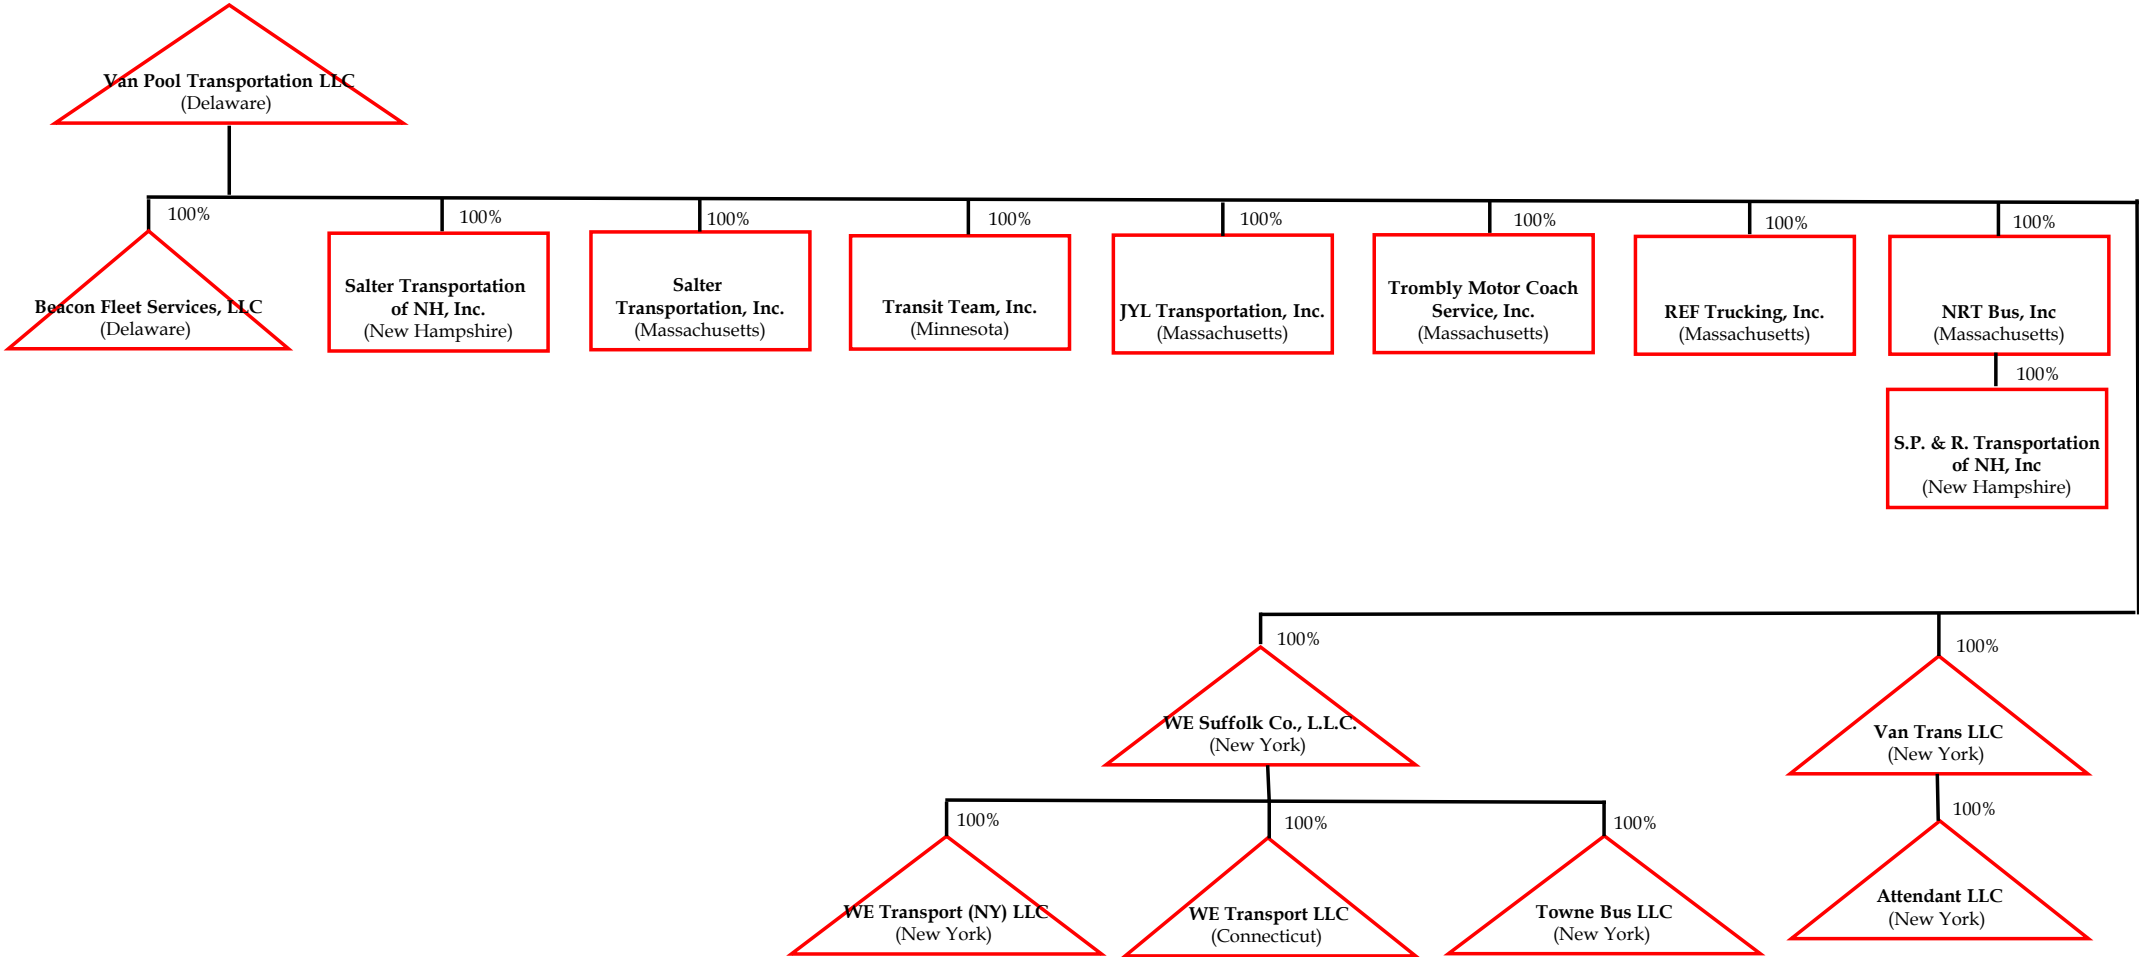 Van Pool Transportation LLC
(Delaware)
100%
100%
100%
100%
100%
100%
100%
100%
Beacon Fleet Services, LLC
(Delaware)
Salter Transportation
of NH, Inc.
(New Hampshire)
Salter
Transportation, Inc.
(Massachusetts)
Transit Team, Inc.
(Minnesota)
JYL Transportation, Inc.
(Massachusetts)
Trombly Motor Coach
Service, Inc.
(Massachusetts)
REF Trucking, Inc.
(Massachusetts)
NRT Bus, Inc
(Massachusetts)
100%
S.P. & R. Transportation
of NH, Inc
(New Hampshire)
100%
100%
WE Suffolk Co., L.L.C.
(New York)
Van Trans LLC
(New York)
100%
100%
100%
100%
WE Transport (NY) LLC
(New York)
WE Transport LLC
(Connecticut)
Towne Bus LLC
(New York)
Attendant LLC
(New York)